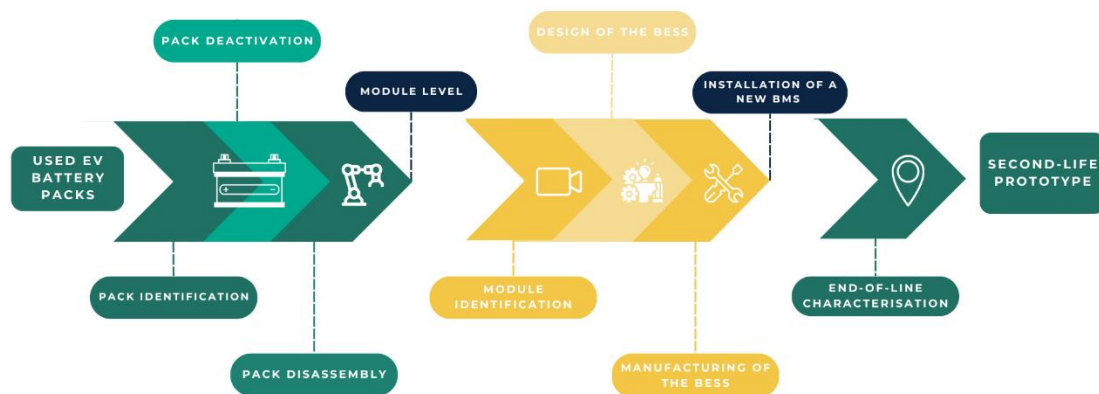 PACK DEACTIVATION
DESIGN OF THE BESS
MODULE LEVEL
INSTALLATION OF A
NEW BMS
USED EV
BATTERY
PACKS
SECOND-LIFE
PROTOTYPE
PACK IDENTIFICATION
MODULE
IDENTIFICATION
END-OF-LINE
CHARACTERISATION
PACK DISASSEMBLY
MANUFACTURING OF
THE BESS